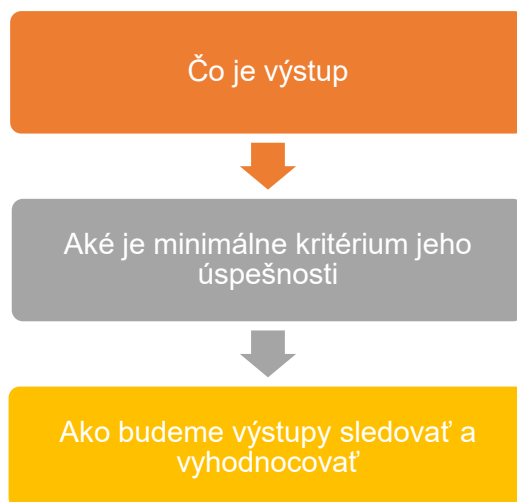 Čo je výstup
Aké je minimálne kritérium jeho
úspešnosti
Ako budeme výstupy sledovať a
vyhodnocovať